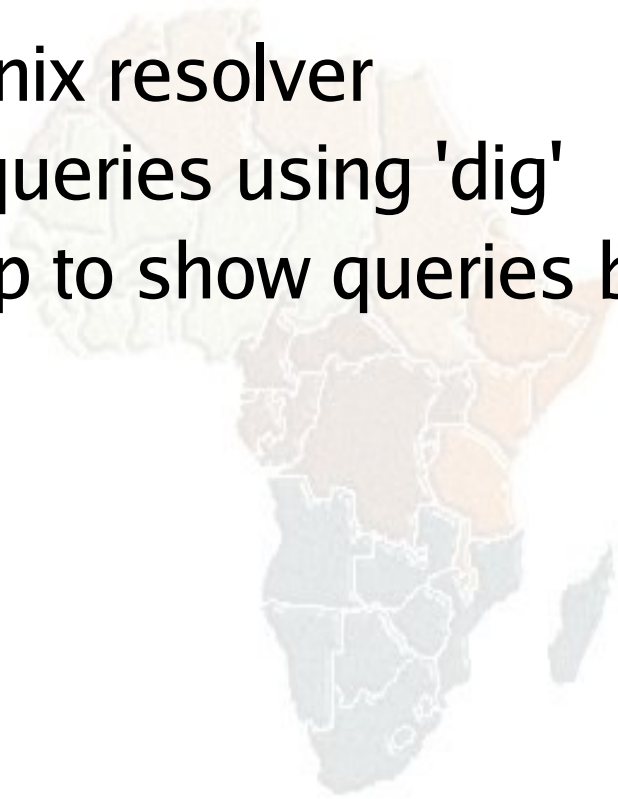 nix resolver
queries using 'dig'
p to show queries b